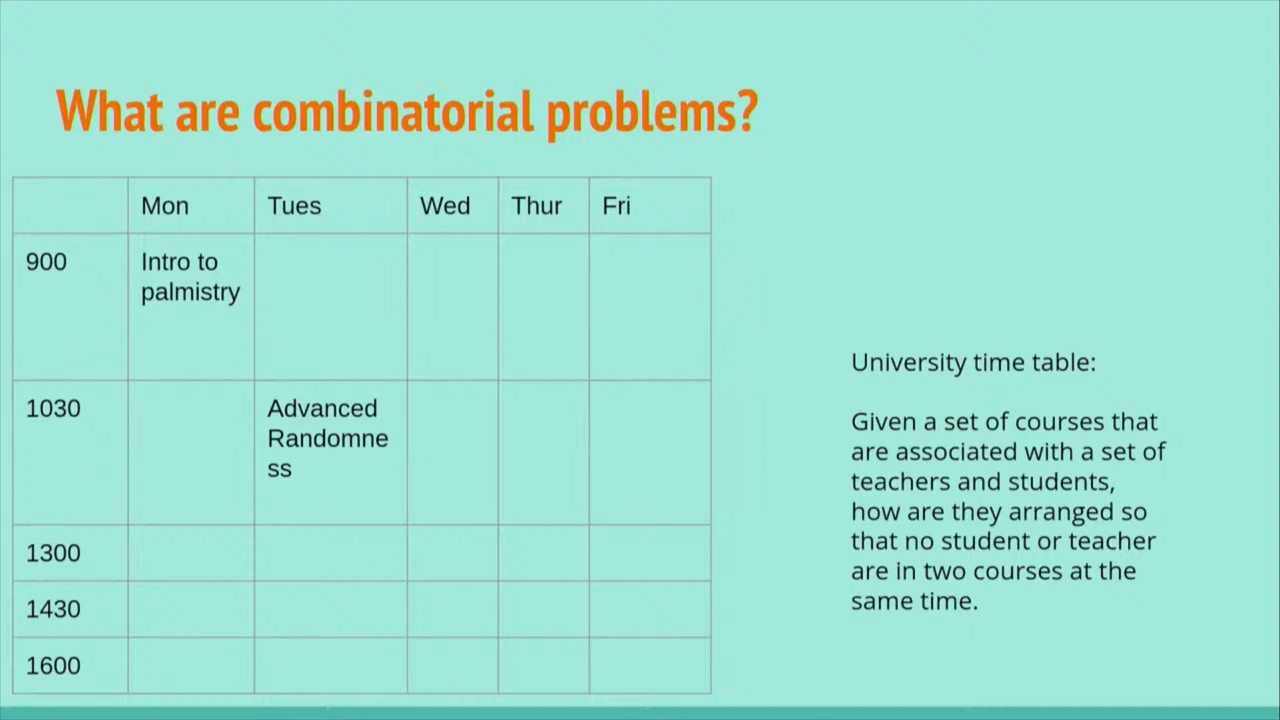 What are combinatorial problems?
Mon Tues Wed Thur Fri
900 Intro to
palmistry
1030 Advanced
Randomne
ss
1300
1430
1600
University time table:
Given a set of courses that
are associated with a set of
teachers and students,
how are they arranged so
that no student or teacher
are in two courses at the
same time.